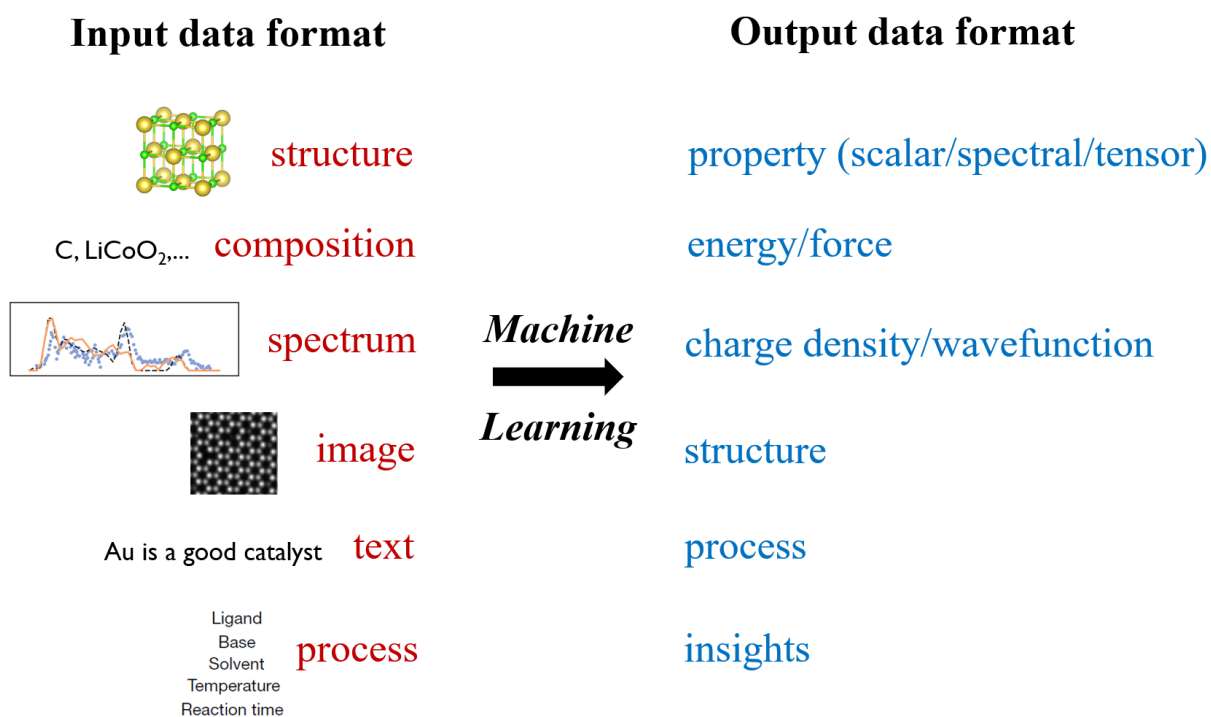 Input data format
Output data format
structure
property (scalar/spectral/tensor)
C, LiCoO₂,... composition
energy/force
spectrum
Machine
Learning
charge density/wavefunction
image
structure
Au is a good catalyst text
process
Ligand
Base
Solvent
Temperature
Reaction time
process
insights